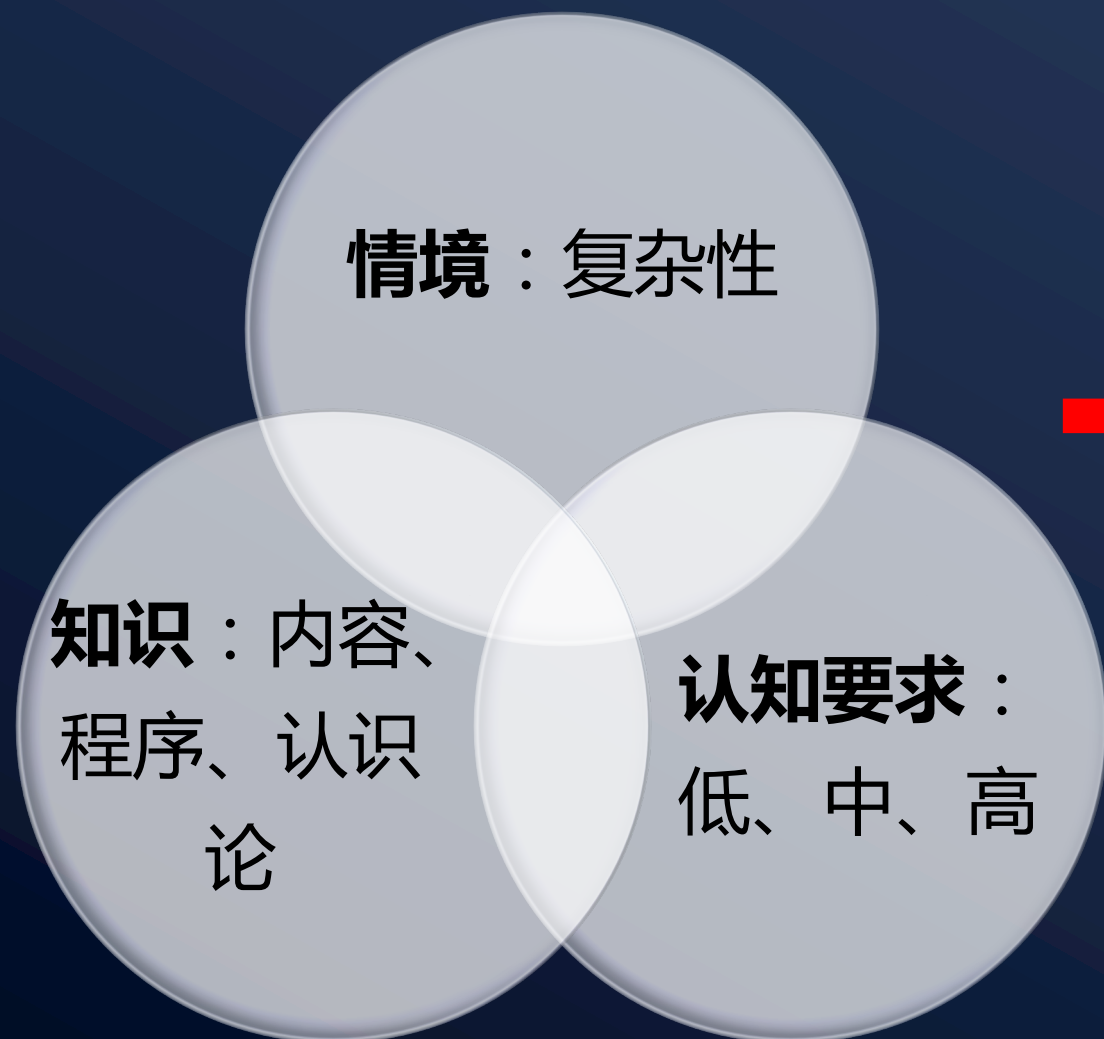 情境：复杂性
知识：内容、
程序、认识
论
认知要求：
低、中、高